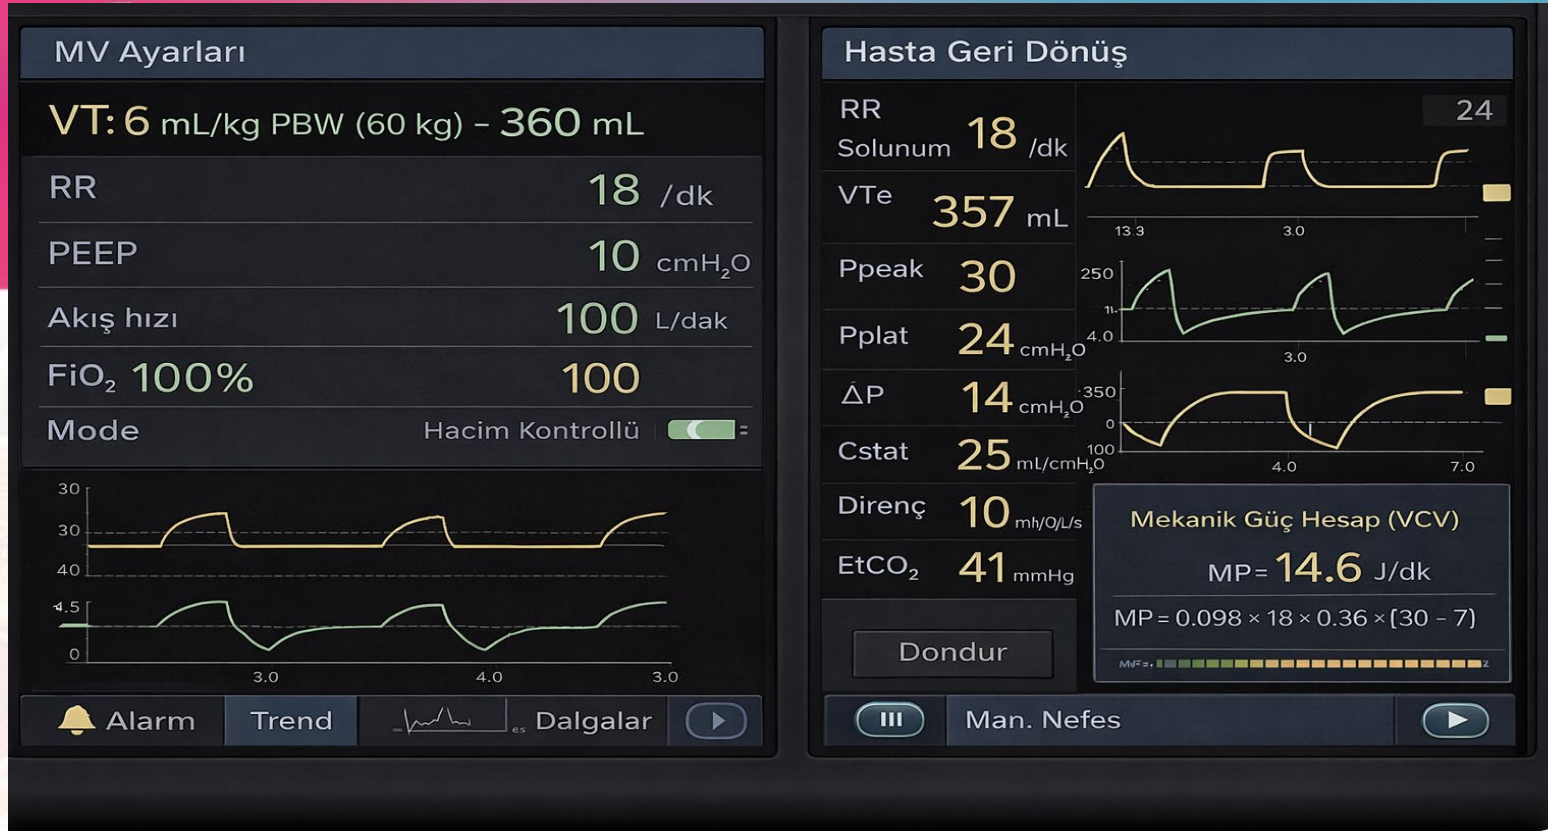 MV Ayarları
VT: 6 mL/kg PBW (60 kg) – 360 mL
RR 18 /dk
PEEP 10 cmH₂O
Akış hızı 100 L/dak
FiO₂ 100% 100
Mode Hacim Kontrollü
30
30
40
4.5
0
3.0 4.0 3.0
Alarm Trend Dalgalar
Hasta Geri Dönüş
RR
Solunum 18 /dk
VTe 357 mL
Ppeak 30
Pplat 24 cmH₂O
ΔP 14 cmH₂O
Cstat 25 mL/cmH₂O
Direnç 10 mh/O/L/s
EtCO₂ 41 mmHg
Dondur
24
13.3 3.0
250
4.0
3.0
350
0
100
4.0 7.0
Mekanik Güç Hesap (VCV)
MP= 14.6 J/dk
MP = 0.098 × 18 × 0.36 × (30 – 7)
Man. Nefes